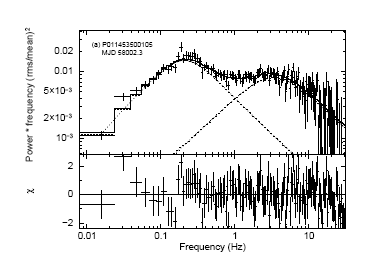 Power * frequency (rms/mean)²
(a) P011453500105
MJD 58002.3
0.02
0.01
5×10⁻³
2×10⁻³
10⁻³
χ
2
0
−2
0.01 0.1 1 10
Frequency (Hz)